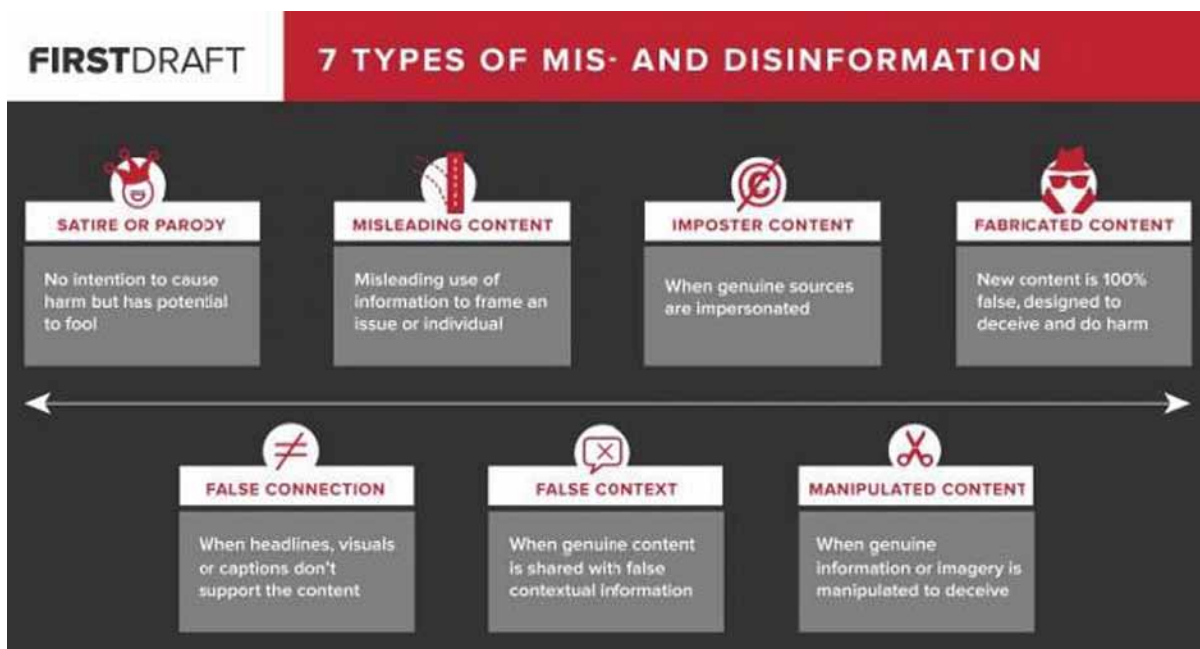 FIRSTDRAFT
7 TYPES OF MIS- AND DISINFORMATION
SATIRE OR PARODY
No intention to cause
harm but has potential
to fool
MISLEADING CONTENT
Misleading use of
information to frame an
issue or individual
IMPOSTER CONTENT
When genuine sources
are impersonated
FABRICATED CONTENT
New content is 100%
false, designed to
deceive and do harm
FALSE CONNECTION
When headlines, visuals
or captions don't
support the content
FALSE CONTEXT
When genuine content
is shared with false
contextual information
MANIPULATED CONTENT
When genuine
information or imagery is
manipulated to deceive